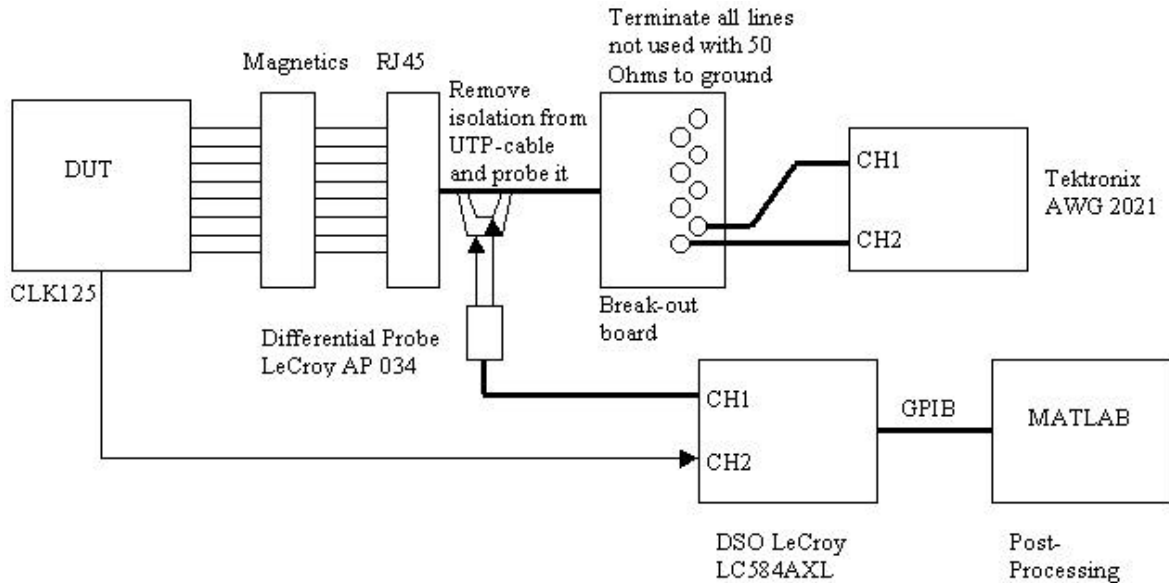 Terminate all lines
not used with 50
Ohms to ground
Magnetics
RJ45
Remove
isolation from
UTP-cable
and probe it
DUT
CH1
CH2
Tektronix
AWG 2021
CLK125
Break-out
board
Differential Probe
LeCroy AP 034
CH1
CH2
GPIB
MATLAB
DSO LeCroy
LC584AXL
Post-
Processing